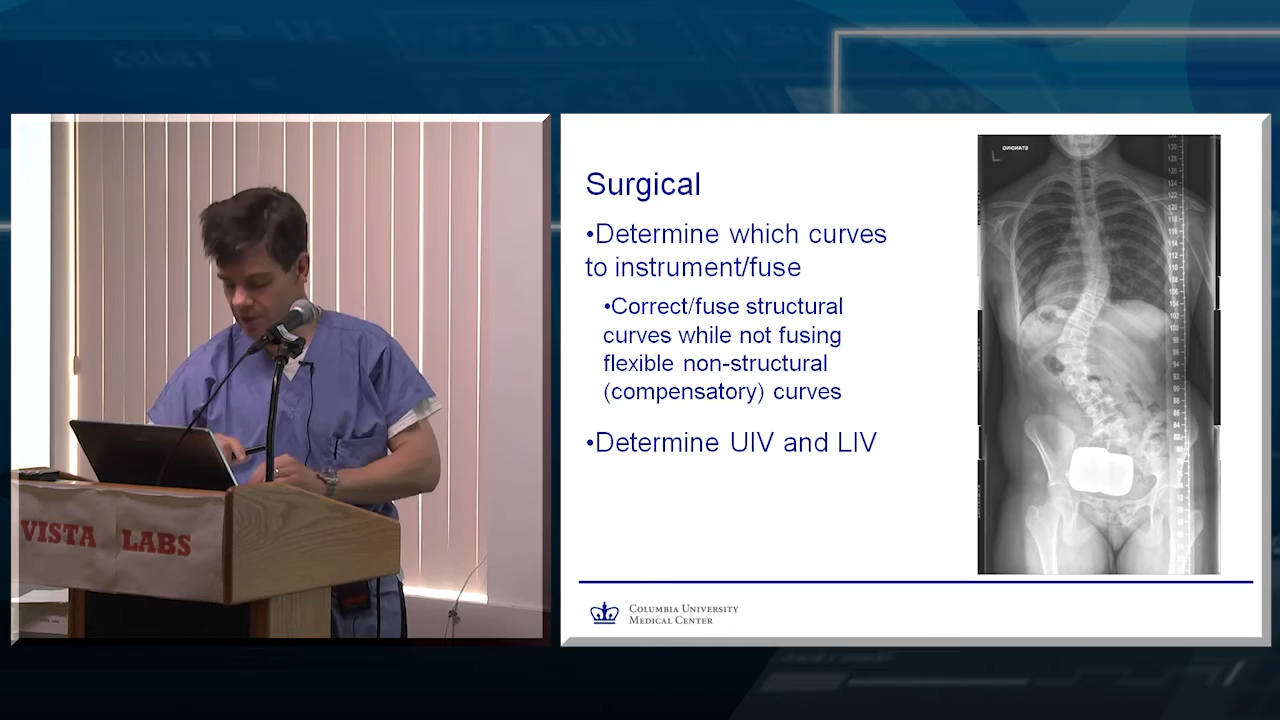 Surgical
•Determine which curves
to instrument/fuse
•Correct/fuse structural
curves while not fusing
flexible non-structural
(compensatory) curves
•Determine UIV and LIV
COLUMBIA UNIVERSITY
MEDICAL CENTER
VISTA LABS
L
STANDING